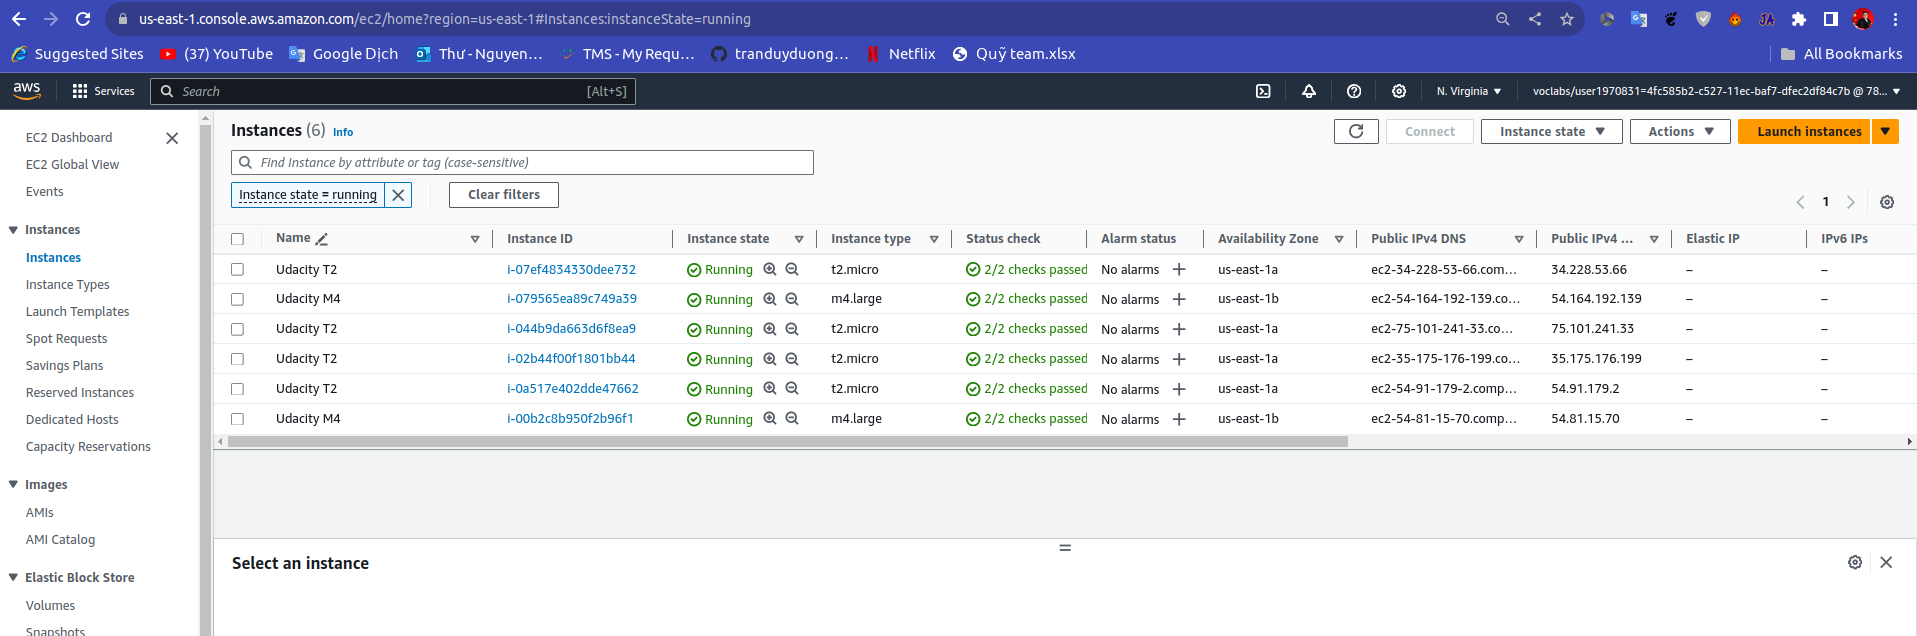 us-east-1.console.aws.amazon.com/ec2/home?region=us-east-1#Instances:instanceState=running
Suggested Sites (37) YouTube Google Dịch Thư - Nguyen... TMS - My Requ... tranduyduong... Netflix Quỹ team.xlsx All Bookmarks
aws Services Search [Alt+S] N. Virginia voclabs/user1970831=4fc585b2-c527-11ec-baf7-dfec2df84c7b @ 78...
EC2 Dashboard
EC2 Global View
Events
Instances
Instances
Instance Types
Launch Templates
Spot Requests
Savings Plans
Reserved Instances
Dedicated Hosts
Capacity Reservations
Images
AMIs
AMI Catalog
Elastic Block Store
Volumes
Snapshots
Instances (6) Info Connect Instance state Actions Launch instances
Find Instance by attribute or tag (case-sensitive)
Instance state = running Clear filters
1
Name Instance ID Instance state Instance type Status check Alarm status Availability Zone Public IPv4 DNS Public IPv4 ... Elastic IP IPv6 IPs
Udacity T2 i-07ef4834330dee732 Running t2.micro 2/2 checks passed No alarms us-east-1a ec2-34-228-53-66.com... 34.228.53.66 – –
Udacity M4 i-079565ea89c749a39 Running m4.large 2/2 checks passed No alarms us-east-1b ec2-54-164-192-139.co... 54.164.192.139 – –
Udacity T2 i-044b9da663d6f8ea9 Running t2.micro 2/2 checks passed No alarms us-east-1a ec2-75-101-241-33.co... 75.101.241.33 – –
Udacity T2 i-02b44f00f1801bb44 Running t2.micro 2/2 checks passed No alarms us-east-1a ec2-35-175-176-199.co... 35.175.176.199 – –
Udacity T2 i-0a517e402dde47662 Running t2.micro 2/2 checks passed No alarms us-east-1a ec2-54-91-179-2.comp... 54.91.179.2 – –
Udacity M4 i-00b2c8b950f2b96f1 Running m4.large 2/2 checks passed No alarms us-east-1b ec2-54-81-15-70.comp... 54.81.15.70 – –
Select an instance